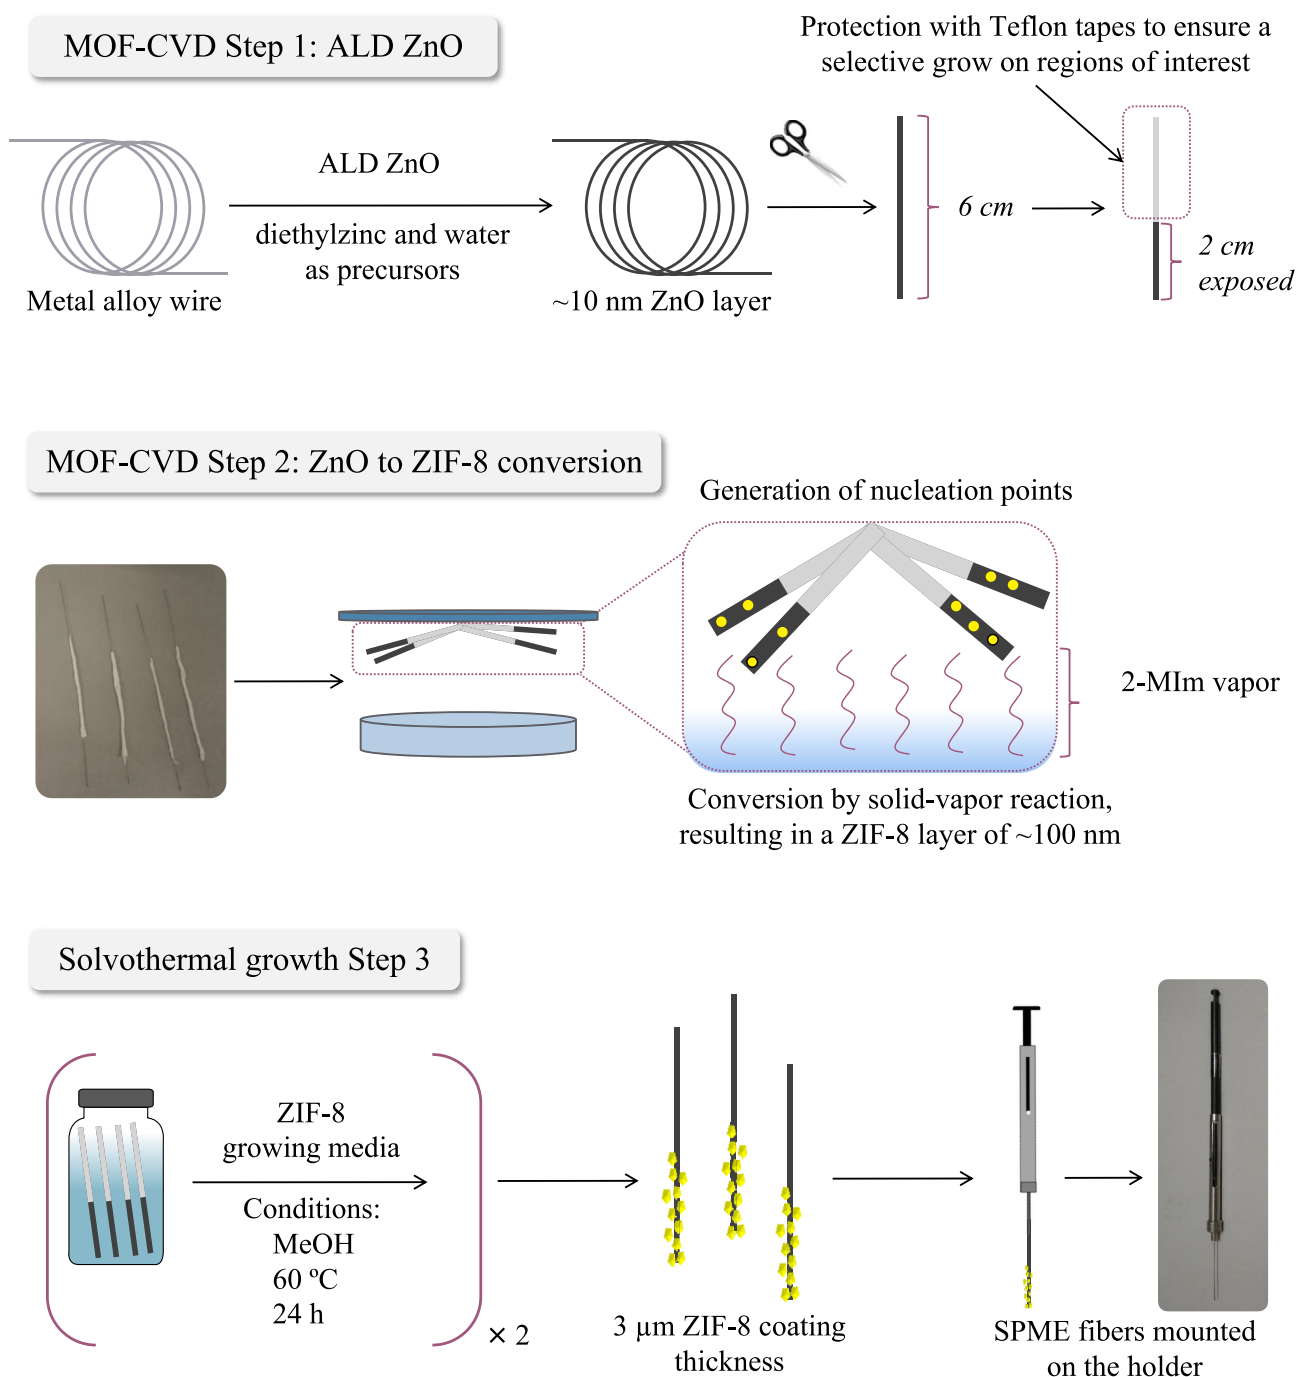 MOF-CVD Step 1: ALD ZnO
Protection with Teflon tapes to ensure a
selective grow on regions of interest
ALD ZnO
diethylzinc and water
as precursors
Metal alloy wire
~10 nm ZnO layer
6 cm
2 cm
exposed
MOF-CVD Step 2: ZnO to ZIF-8 conversion
Generation of nucleation points
2-MIm vapor
Conversion by solid-vapor reaction,
resulting in a ZIF-8 layer of ~100 nm
Solvothermal growth Step 3
ZIF-8
growing media
Conditions:
MeOH
60 ºC
24 h
× 2
3 µm ZIF-8 coating
thickness
SPME fibers mounted
on the holder